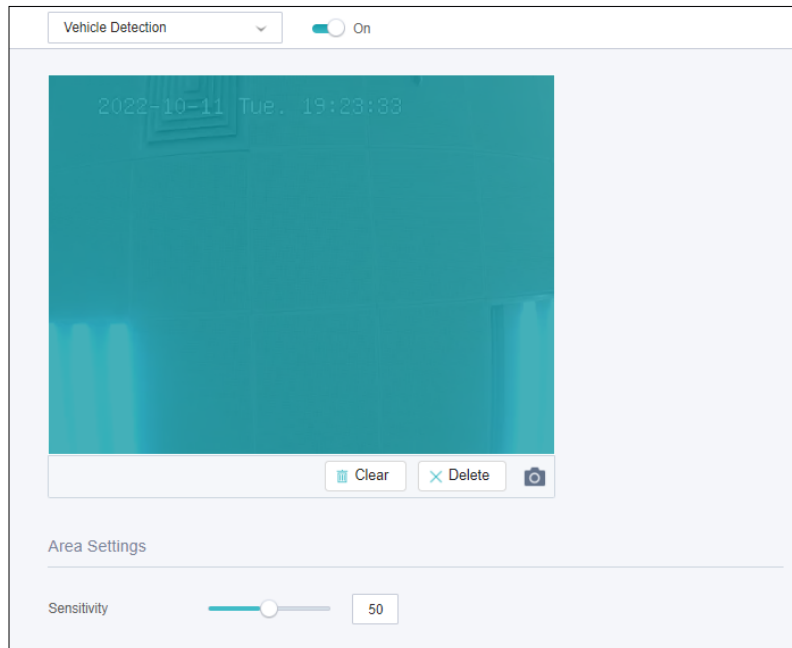 Vehicle Detection On
2022-10-11 Tue. 19:23:33
Clear Delete
Area Settings
Sensitivity 50